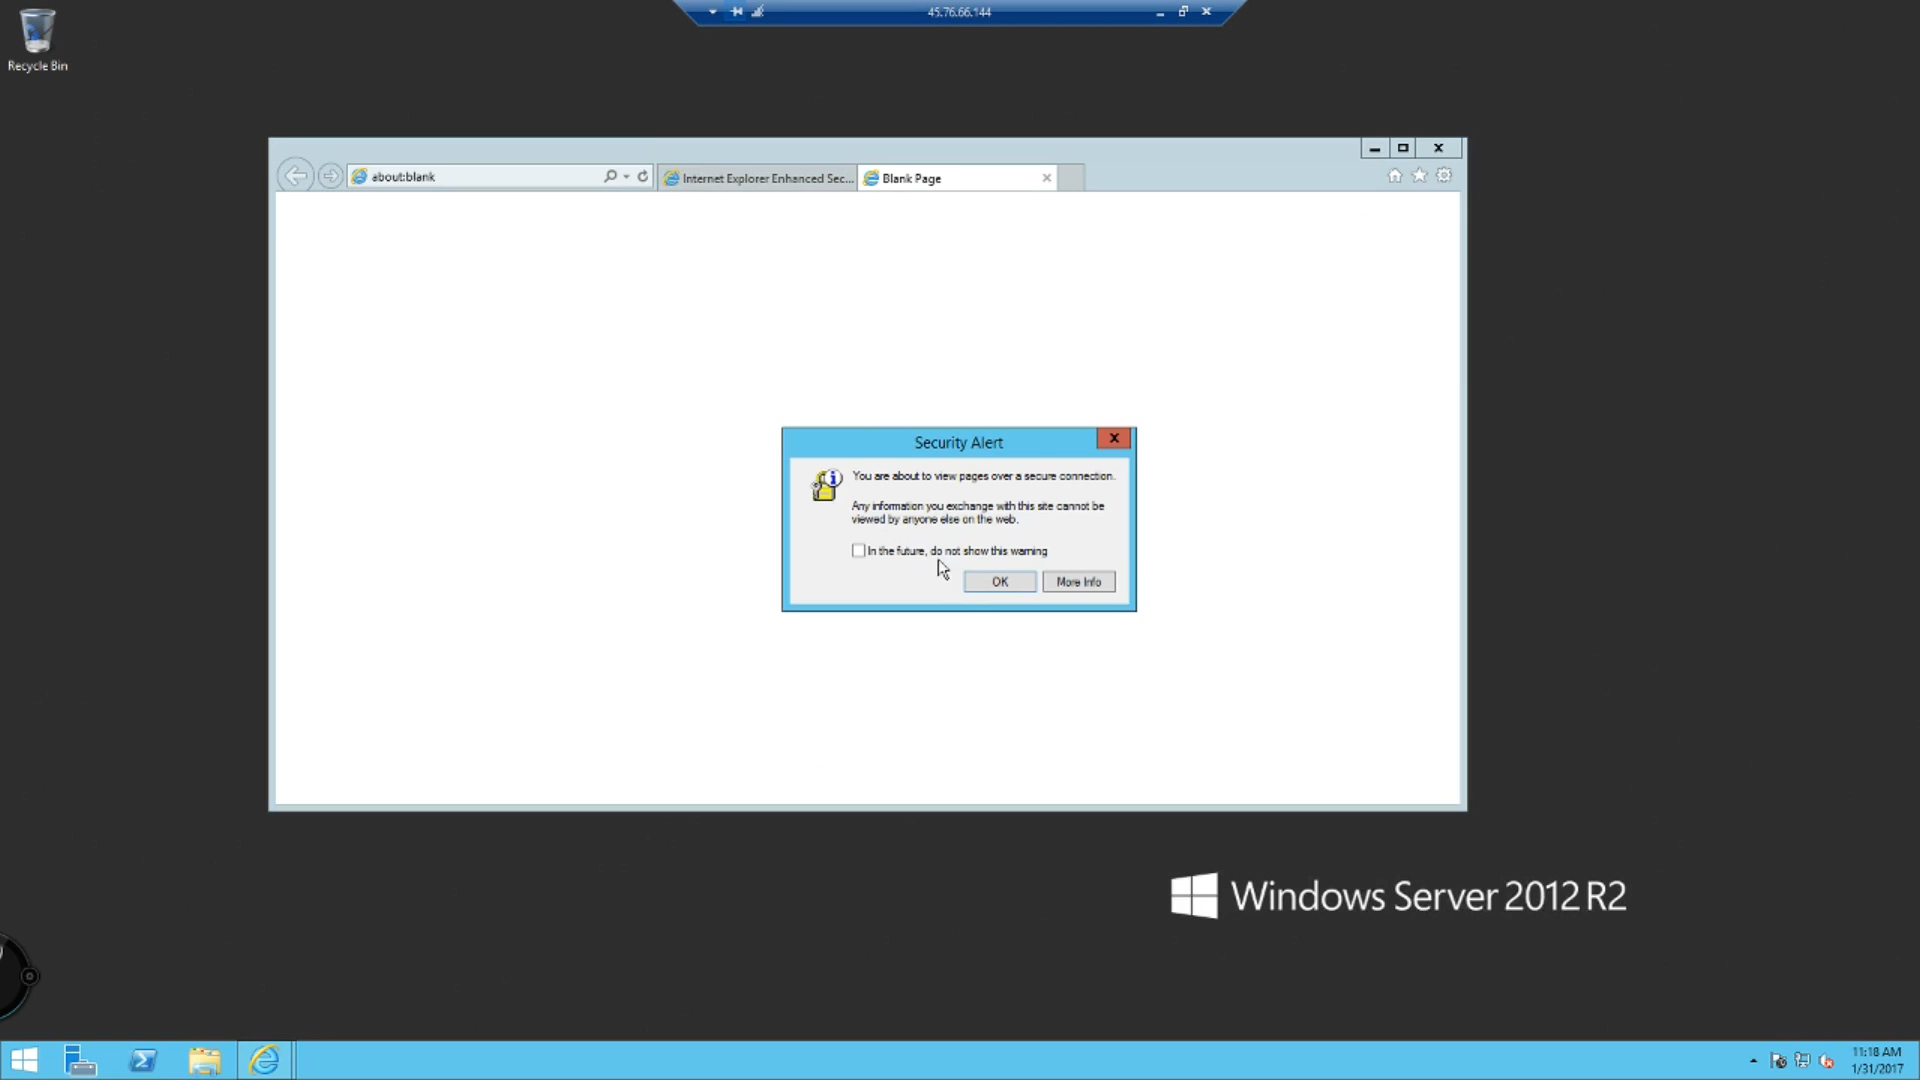 45.76.66.144
Recycle Bin
about:blank
Internet Explorer Enhanced Sec...
Blank Page
Security Alert
You are about to view pages over a secure connection.
Any information you exchange with this site cannot be
viewed by anyone else on the web.
In the future, do not show this warning
OK
More Info
Windows Server 2012 R2
11:18 AM
1/31/2017